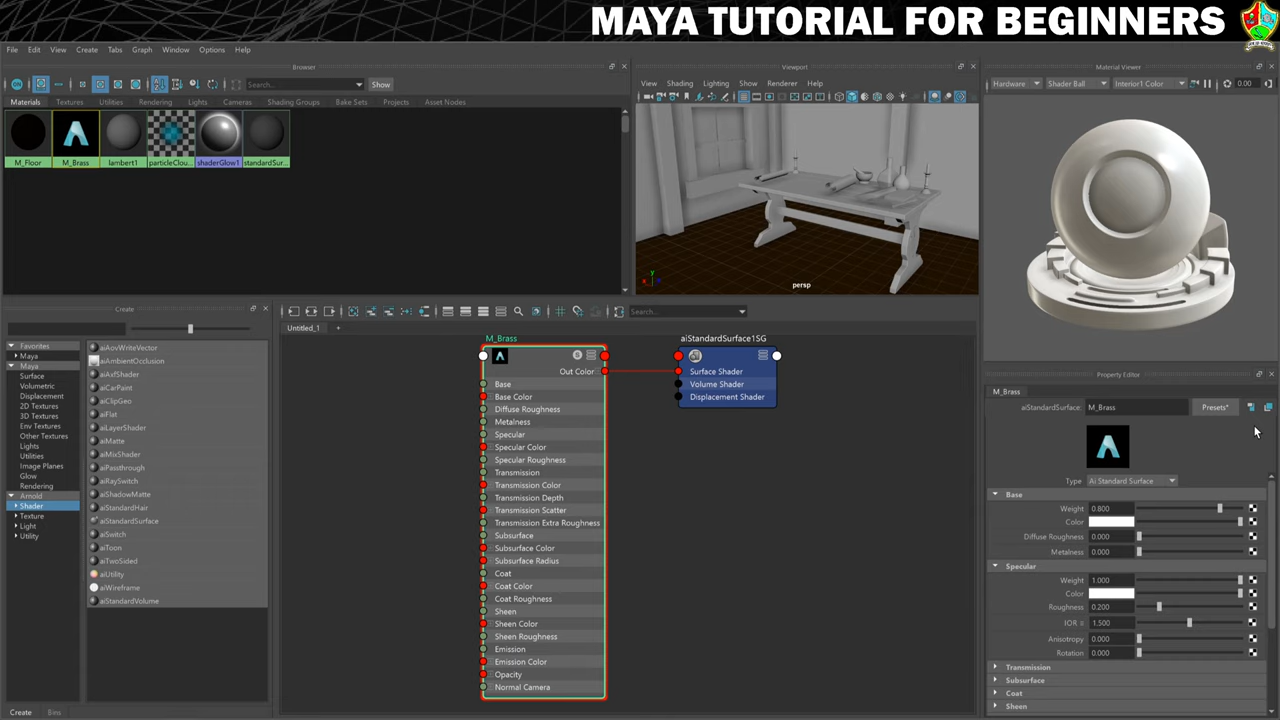 MAYA TUTORIAL FOR BEGINNERS
File Edit View Create Tabs Graph Window Options Help
Browser
Search...
Show
Materials Textures Utilities Rendering Lights Cameras Shading Groups Bake Sets Projects Asset Nodes
M_Floor M_Brass lambert1 particleClou... shaderGlow1 standardSur...
Viewport
View Shading Lighting Show Renderer Panels
persp
Material Viewer
Hardware Shader Ball Interior1 Color 0.00
Create
Favorites
Maya
Maya
Surface
Volumetric
Displacement
2D Textures
3D Textures
Env Textures
Other Textures
Lights
Utilities
Image Planes
Glow
Rendering
Arnold
Shader
Texture
Light
Utility
aiAovWriteVector
aiAmbientOcclusion
aiAxfShader
aiCarPaint
aiClipGeo
aiFlat
aiLayerShader
aiMatte
aiMixShader
aiPassthrough
aiRaySwitch
aiShadowMatte
aiStandardHair
aiStandardSurface
aiSwitch
aiToon
aiTwoSided
aiUtility
aiWireframe
aiStandardVolume
Create Bins
Search...
Untitled_1 +
M_Brass
Out Color
Base
Base Color
Diffuse Roughness
Metalness
Specular
Specular Color
Specular Roughness
Transmission
Transmission Color
Transmission Depth
Transmission Scatter
Transmission Extra Roughness
Subsurface
Subsurface Color
Subsurface Radius
Coat
Coat Color
Coat Roughness
Sheen
Sheen Color
Sheen Roughness
Emission
Emission Color
Opacity
Normal Camera
aiStandardSurface1SG
Surface Shader
Volume Shader
Displacement Shader
Property Editor
M_Brass
aiStandardSurface: M_Brass Presets*
Type Ai Standard Surface
Base
Weight 0.800
Color
Diffuse Roughness 0.000
Metalness 0.000
Specular
Weight 1.000
Color
Roughness 0.200
IOR 1.500
Anisotropy 0.000
Rotation 0.000
Transmission
Subsurface
Coat
Sheen